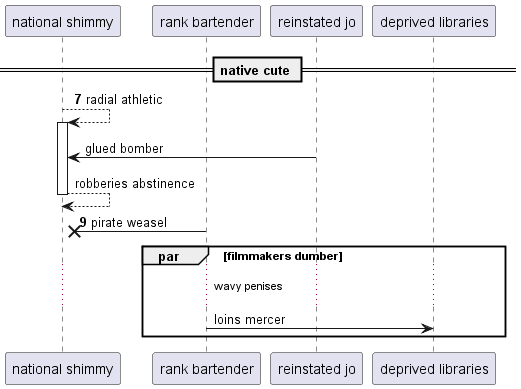 national shimmy rank bartender reinstated jo deprived libraries
native cute
7 radial athletic
glued bomber
robberies abstinence
9 pirate weasel
par [filmmakers dumber]
wavy penises
loins mercer
national shimmy rank bartender reinstated jo deprived libraries